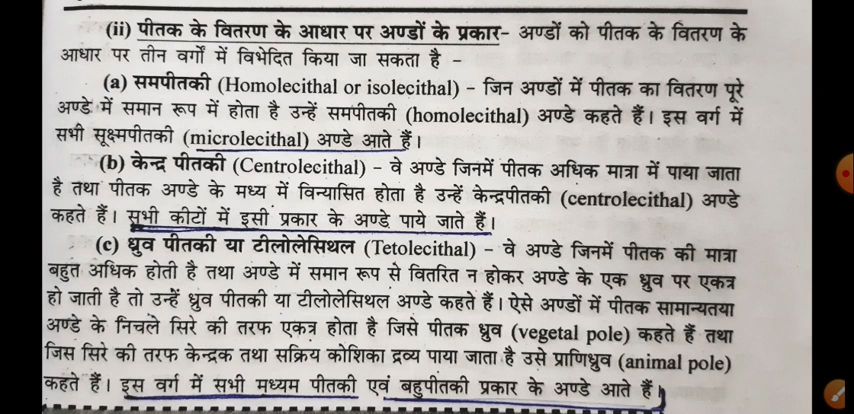 (ii) पीतक के वितरण के आधार पर अण्डों के प्रकार- अण्डों को पीतक के वितरण के
आधार पर तीन वर्गों में विभेदित किया जा सकता है –
(a) समपीतकी (Homolecithal or isolecithal) – जिन अण्डों में पीतक का वितरण पूरे
अण्डे में समान रूप में होता है उन्हें समपीतकी (homolecithal) अण्डे कहते हैं। इस वर्ग में
सभी सूक्ष्मपीतकी (microlecithal) अण्डे आते हैं।
(b) केन्द्र पीतकी (Centrolecithal) – वे अण्डे जिनमें पीतक अधिक मात्रा में पाया जाता
है तथा पीतक अण्डे के मध्य में विन्यासित होता है उन्हें केन्द्रपीतकी (centrolecithal) अण्डे
कहते हैं। सभी कीटों में इसी प्रकार के अण्डे पाये जाते हैं।
(c) ध्रुव पीतकी या टीलोलेसिथल (Tetolecithal) – वे अण्डे जिनमें पीतक की मात्रा
बहुत अधिक होती है तथा अण्डे में समान रूप से वितरित न होकर अण्डे के एक ध्रुव पर एकत्र
हो जाती है तो उन्हें ध्रुव पीतकी या टीलोलेसिथल अण्डे कहते हैं। ऐसे अण्डों में पीतक सामान्यतया
अण्डे के निचले सिरे की तरफ एकत्र होता है जिसे पीतक ध्रुव (vegetal pole) कहते हैं तथा
जिस सिरे की तरफ केन्द्रक तथा सक्रिय कोशिका द्रव्य पाया जाता है उसे प्राणिध्रुव (animal pole)
कहते हैं। इस वर्ग में सभी मध्यम पीतकी एवं बहुपीतकी प्रकार के अण्डे आते हैं।